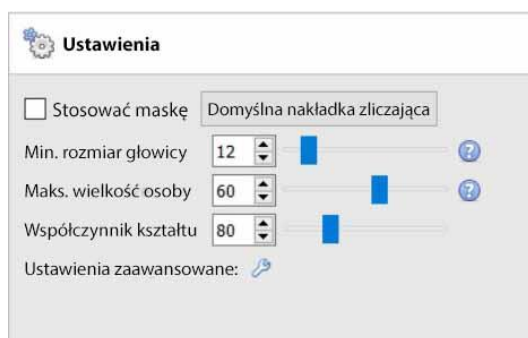 Ustawienia
Stosować maskę Domyślna nakładka zliczająca
Min. rozmiar głowicy 12
Maks. wielkość osoby 60
Współczynnik kształtu 80
Ustawienia zaawansowane: